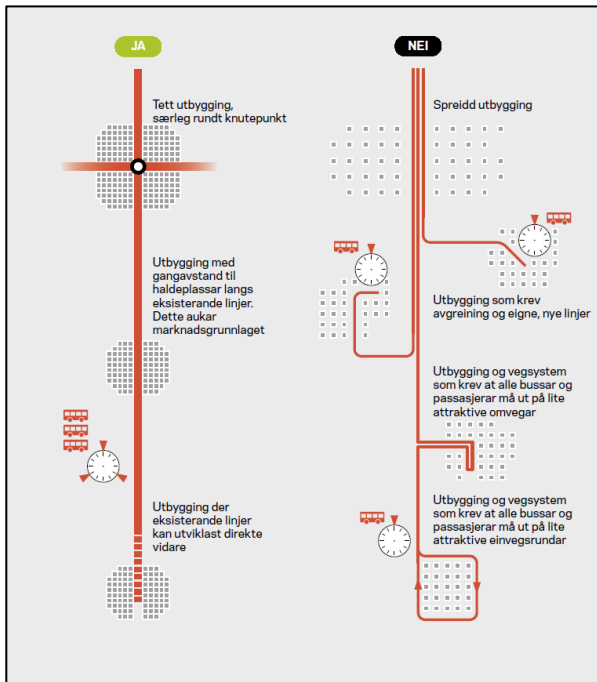 JA
Tett utbygging,
særleg rundt knutepunkt
Utbygging med
gangavstand til
haldeplassar langs
eksisterande linjer.
Dette aukar
marknadsgrunnlaget
Utbygging der
eksisterande linjer
kan utviklast direkte
vidare
NEI
Spreidd utbygging
Utbygging som krev
avgreining og eigne, nye linjer
Utbygging og vegsystem
som krev at alle bussar og
passasjerar må ut på lite
attraktive omvegar
Utbygging og vegsystem
som krev at alle bussar og
passasjerar må ut på lite
attraktive einvegsrundar